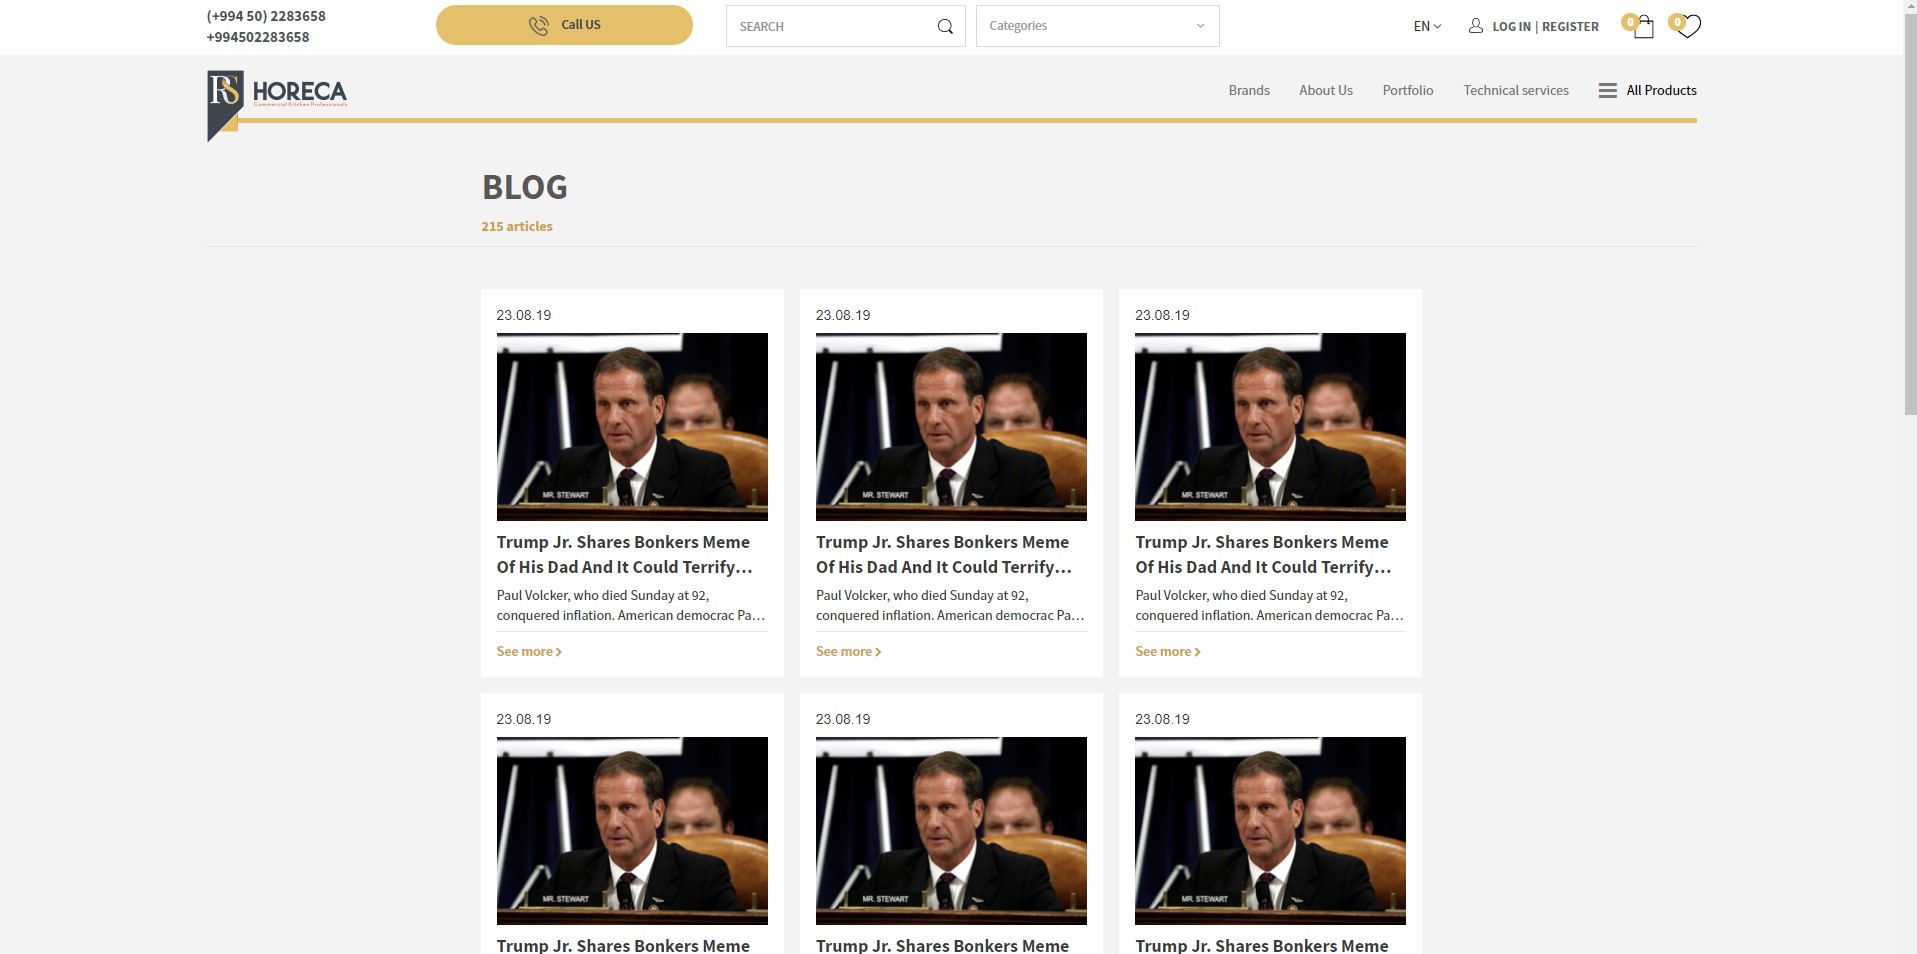 (+994 50) 2283658
+994502283658
Call US
SEARCH
Categories
EN
LOG IN | REGISTER
0
0
RS HORECA
Commercial Kitchen Professionals
Brands
About Us
Portfolio
Technical services
All Products
BLOG
215 articles
23.08.19
MR. STEWART
Trump Jr. Shares Bonkers Meme
Of His Dad And It Could Terrify...
Paul Volcker, who died Sunday at 92,
conquered inflation. American democrac Pa...
See more
23.08.19
MR. STEWART
Trump Jr. Shares Bonkers Meme
Of His Dad And It Could Terrify...
Paul Volcker, who died Sunday at 92,
conquered inflation. American democrac Pa...
See more
23.08.19
MR. STEWART
Trump Jr. Shares Bonkers Meme
Of His Dad And It Could Terrify...
Paul Volcker, who died Sunday at 92,
conquered inflation. American democrac Pa...
See more
23.08.19
MR. STEWART
Trump Jr. Shares Bonkers Meme
23.08.19
MR. STEWART
Trump Jr. Shares Bonkers Meme
23.08.19
MR. STEWART
Trump Jr. Shares Bonkers Meme